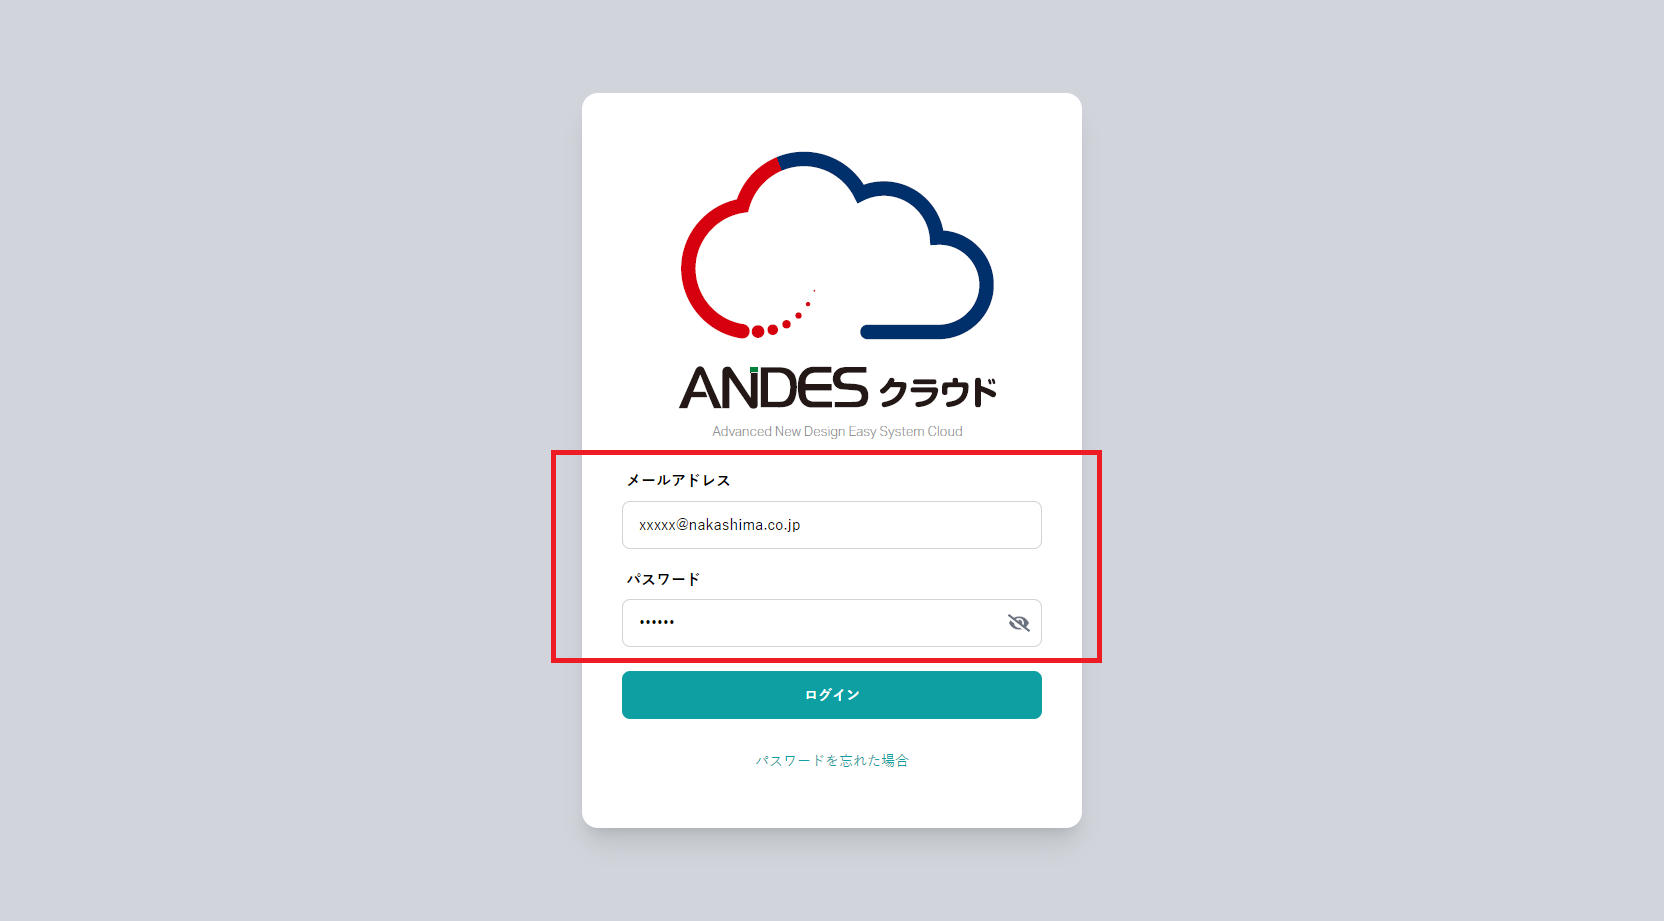 ANDES クラウド
Advanced New Design Easy System Cloud
メールアドレス
xxxxx@nakashima.co.jp
パスワード
••••••
ログイン
パスワードを忘れた場合